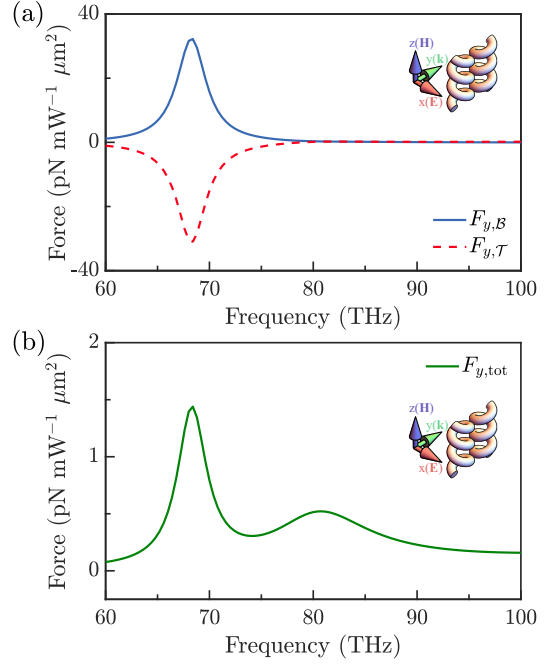 (a)
40
0
-40
Force (pN mW⁻¹ μm²)
z(H)
y(k)
x(E)
F_{y,ℬ}
F_{y,𝒯}
60 70 80 90 100
Frequency (THz)
(b)
2
1
0
Force (pN mW⁻¹ μm²)
F_{y,tot}
z(H)
y(k)
x(E)
60 70 80 90 100
Frequency (THz)